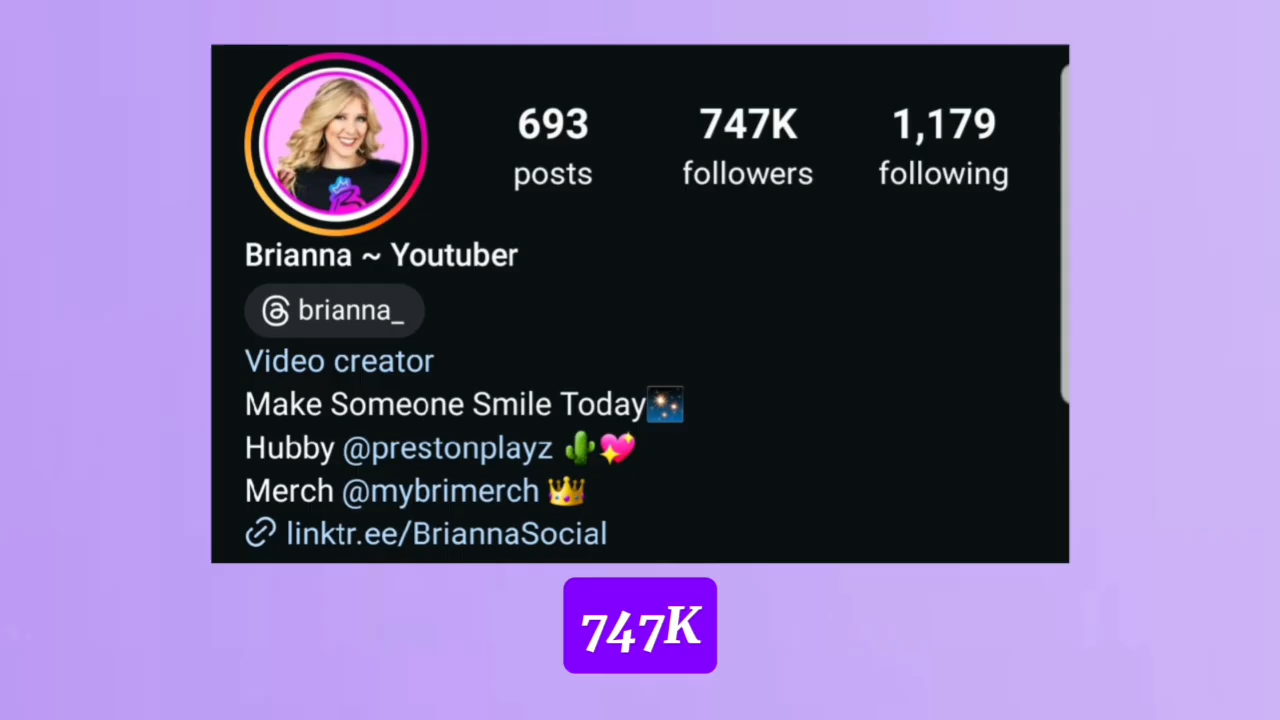 693
posts
747K
followers
1,179
following
Brianna ~ Youtuber
brianna_
Video creator
Make Someone Smile Today🎇
Hubby @prestonplayz 🌵💖
Merch @mybrimerch 👑
linktr.ee/BriannaSocial
747K